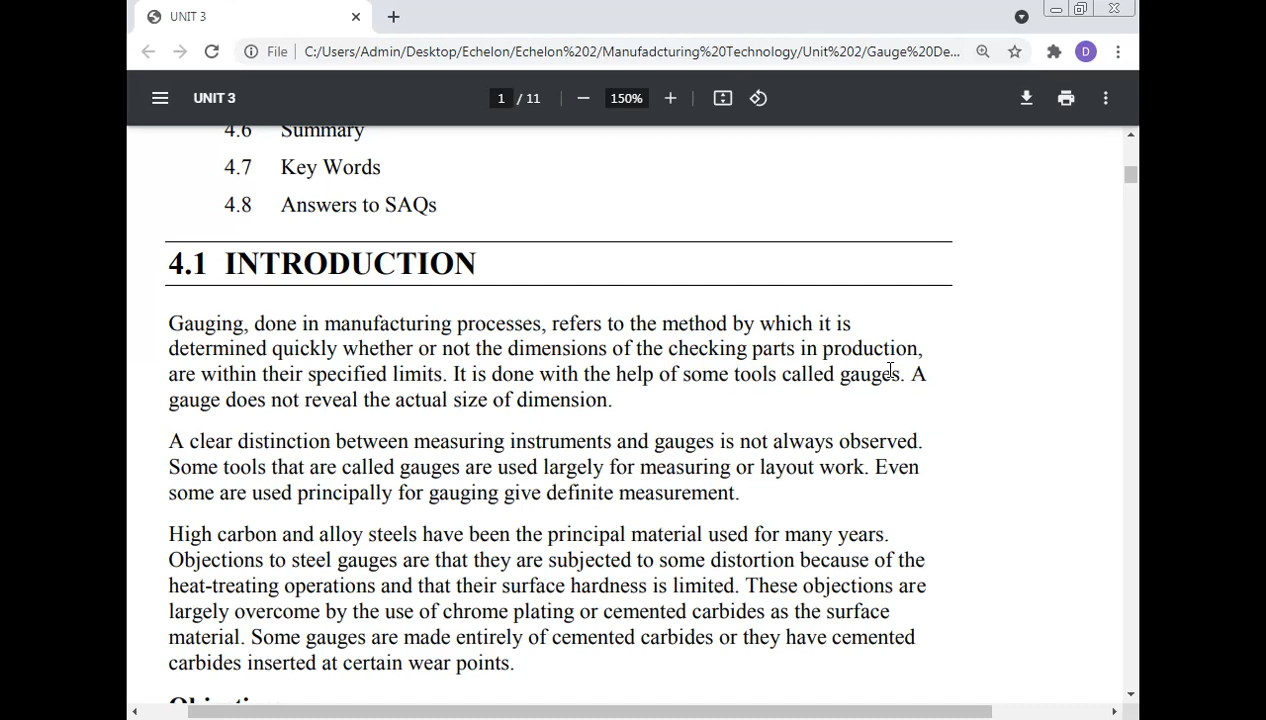 UNIT 3
File
C:/Users/Admin/Desktop/Echelon/Echelon%202/Manufadcturing%20Technology/Unit%202/Gauge%20De...
D
UNIT 3
1 / 11
150%
4.6 Summary
4.7 Key Words
4.8 Answers to SAQs
4.1 INTRODUCTION
Gauging, done in manufacturing processes, refers to the method by which it is
determined quickly whether or not the dimensions of the checking parts in production,
are within their specified limits. It is done with the help of some tools called gauges. A
gauge does not reveal the actual size of dimension.
A clear distinction between measuring instruments and gauges is not always observed.
Some tools that are called gauges are used largely for measuring or layout work. Even
some are used principally for gauging give definite measurement.
High carbon and alloy steels have been the principal material used for many years.
Objections to steel gauges are that they are subjected to some distortion because of the
heat-treating operations and that their surface hardness is limited. These objections are
largely overcome by the use of chrome plating or cemented carbides as the surface
material. Some gauges are made entirely of cemented carbides or they have cemented
carbides inserted at certain wear points.